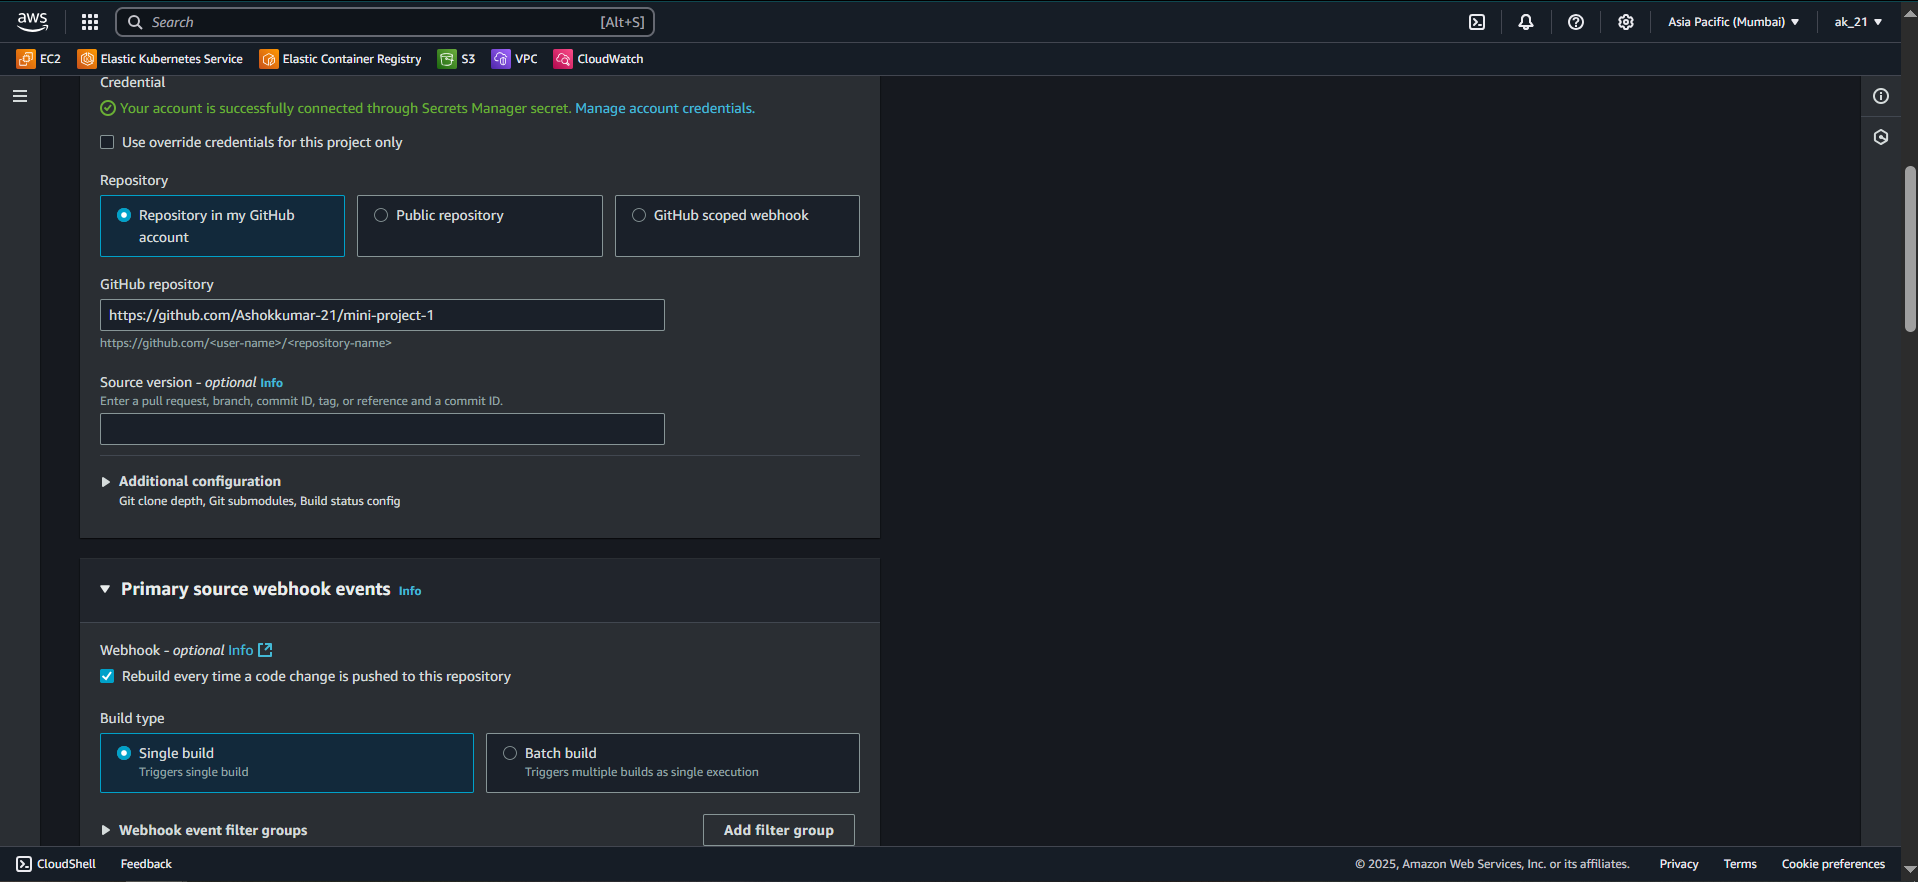 aws
Search [Alt+S]
Asia Pacific (Mumbai)
ak_21
EC2
Elastic Kubernetes Service
Elastic Container Registry
S3
VPC
CloudWatch
Credential
Your account is successfully connected through Secrets Manager secret. Manage account credentials.
Use override credentials for this project only
Repository
Repository in my GitHub
account
Public repository
GitHub scoped webhook
GitHub repository
https://github.com/Ashokkumar-21/mini-project-1
https://github.com/<user-name>/<repository-name>
Source version - optional Info
Enter a pull request, branch, commit ID, tag, or reference and a commit ID.
Additional configuration
Git clone depth, Git submodules, Build status config
Primary source webhook events Info
Webhook - optional Info
Rebuild every time a code change is pushed to this repository
Build type
Single build
Triggers single build
Batch build
Triggers multiple builds as single execution
Webhook event filter groups
Add filter group
CloudShell
Feedback
© 2025, Amazon Web Services, Inc. or its affiliates.
Privacy
Terms
Cookie preferences